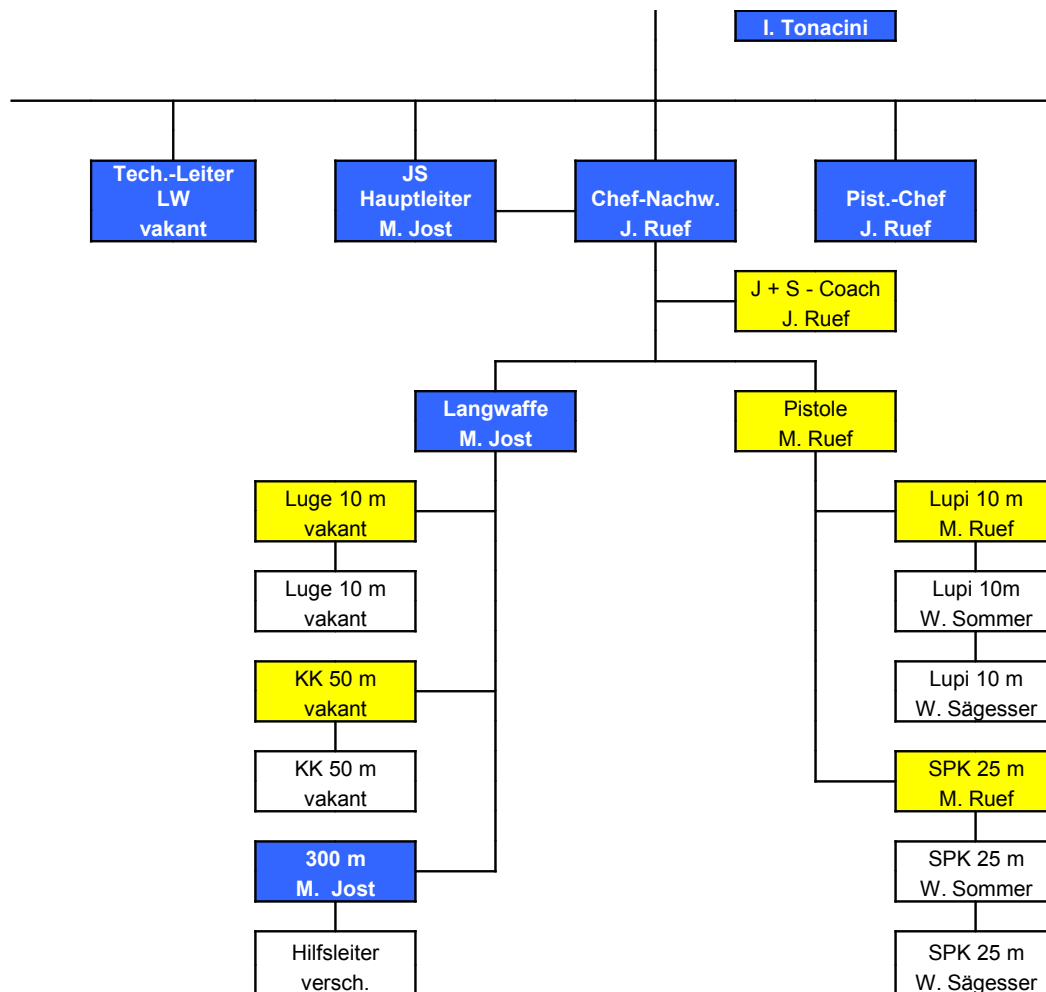 I. Tonacini
Tech.-Leiter
LW
vakant
JS
Hauptleiter
M. Jost
Chef-Nachw.
J. Ruef
Pist.-Chef
J. Ruef
J + S - Coach
J. Ruef
Langwaffe
M. Jost
Pistole
M. Ruef
Luge 10 m
vakant
Luge 10 m
vakant
KK 50 m
vakant
KK 50 m
vakant
300 m
M. Jost
Hilfsleiter
versch.
Lupi 10 m
M. Ruef
Lupi 10m
W. Sommer
Lupi 10 m
W. Sägesser
SPK 25 m
M. Ruef
SPK 25 m
W. Sommer
SPK 25 m
W. Sägesser